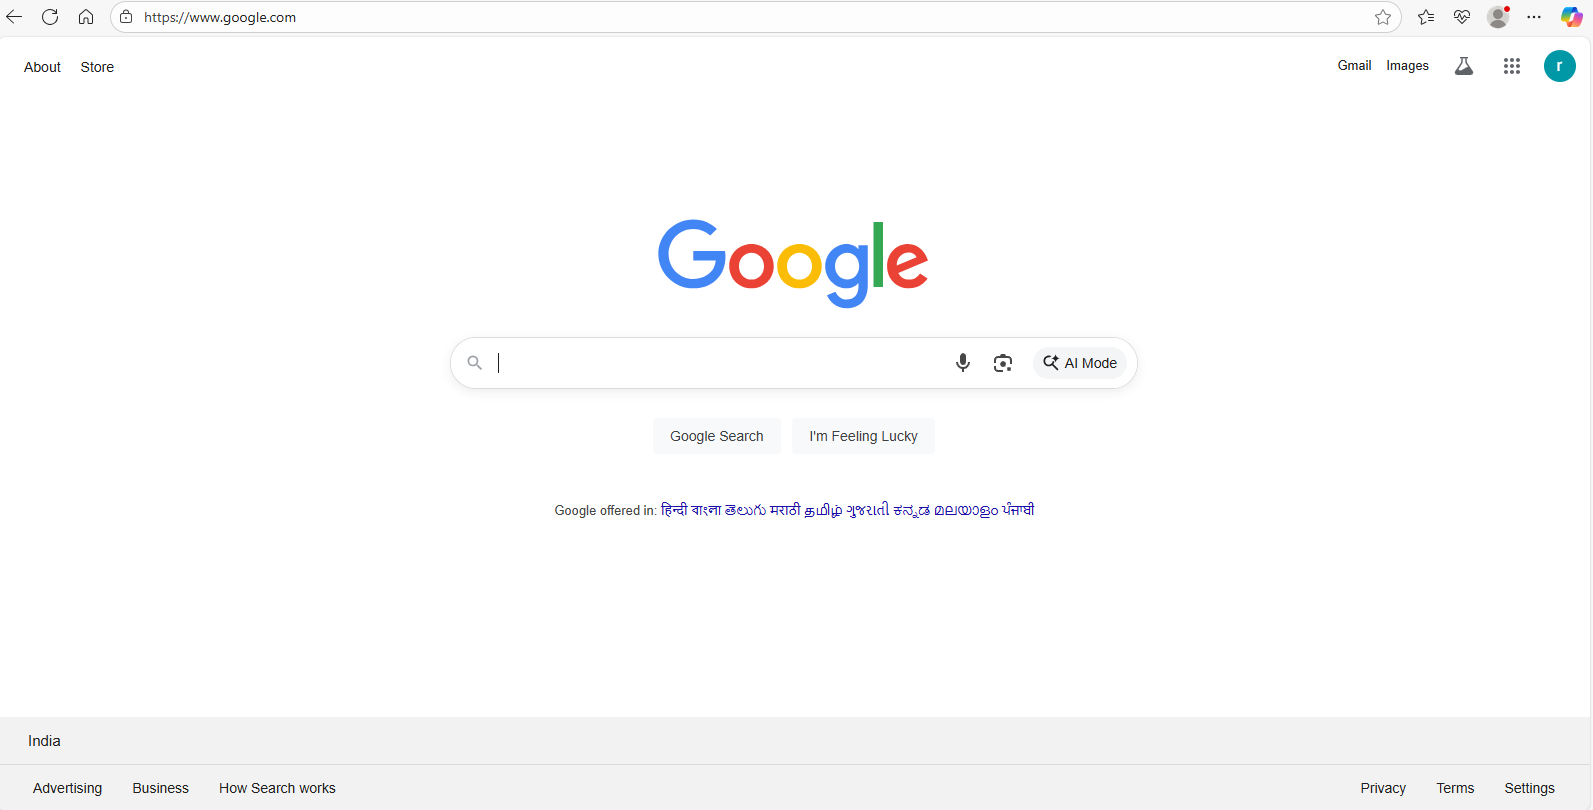 https://www.google.com
About Store
Gmail Images
r
Google
AI Mode
Google Search
I'm Feeling Lucky
Google offered in: हिन्दी বাংলা తెలుగు मराठी தமிழ் ગુજરાતી ಕನ್ನಡ മലയാളം ਪੰਜਾਬੀ
India
Advertising Business How Search works
Privacy Terms Settings